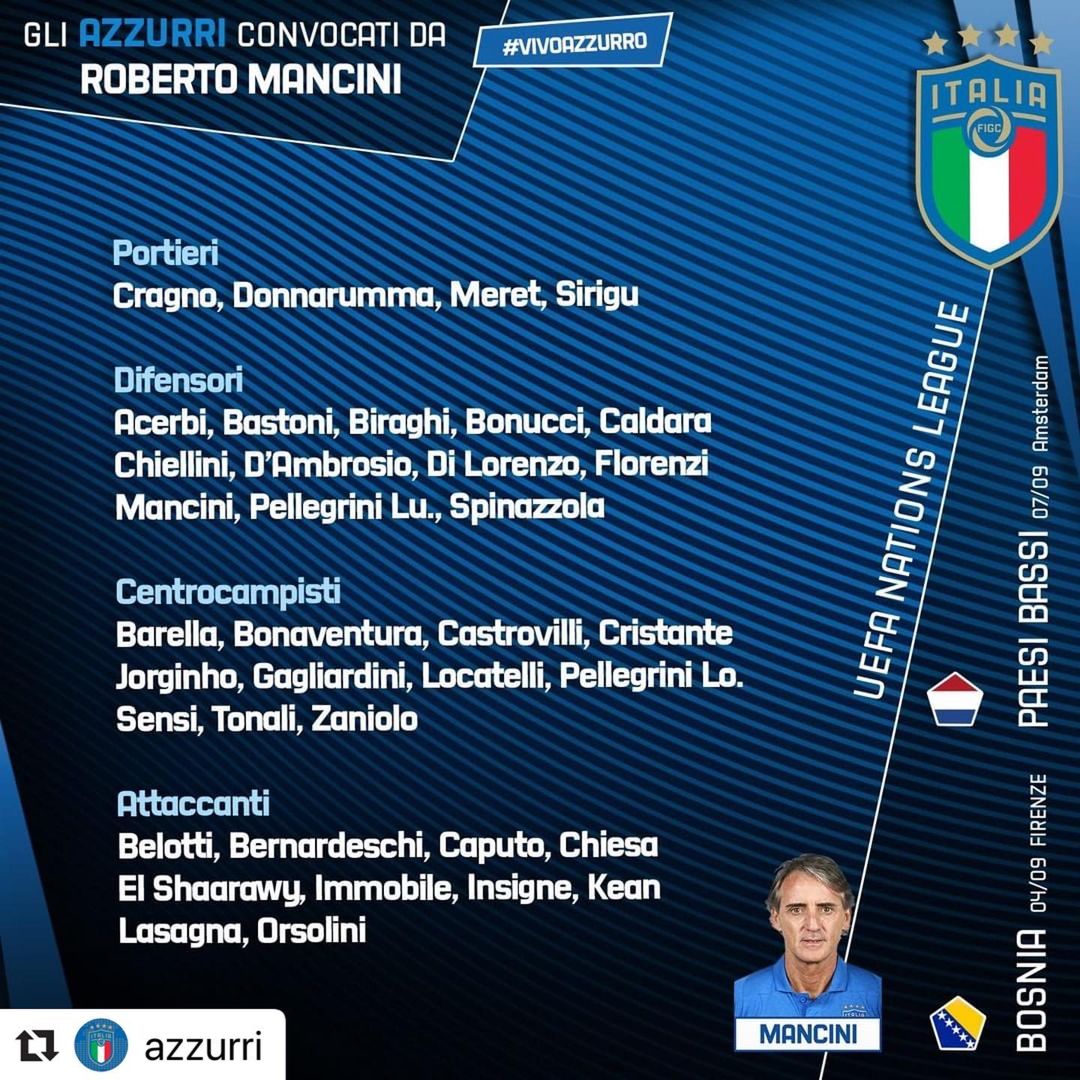 GLI AZZURRI CONVOCATI DA
ROBERTO MANCINI
#VIVOAZZURRO
ITALIA
FIGC
Portieri
Cragno, Donnarumma, Meret, Sirigu
Difensori
Acerbi, Bastoni, Biraghi, Bonucci, Caldara
Chiellini, D'Ambrosio, Di Lorenzo, Florenzi
Mancini, Pellegrini Lu., Spinazzola
Centrocampisti
Barella, Bonaventura, Castrovilli, Cristante
Jorginho, Gagliardini, Locatelli, Pellegrini Lo.
Sensi, Tonali, Zaniolo
Attaccanti
Belotti, Bernardeschi, Caputo, Chiesa
El Shaarawy, Immobile, Insigne, Kean
Lasagna, Orsolini
UEFA NATIONS LEAGUE
PAESI BASSI 07/09 Amsterdam
BOSNIA 04/09 FIRENZE
ITALIA
MANCINI
ITALIA
azzurri